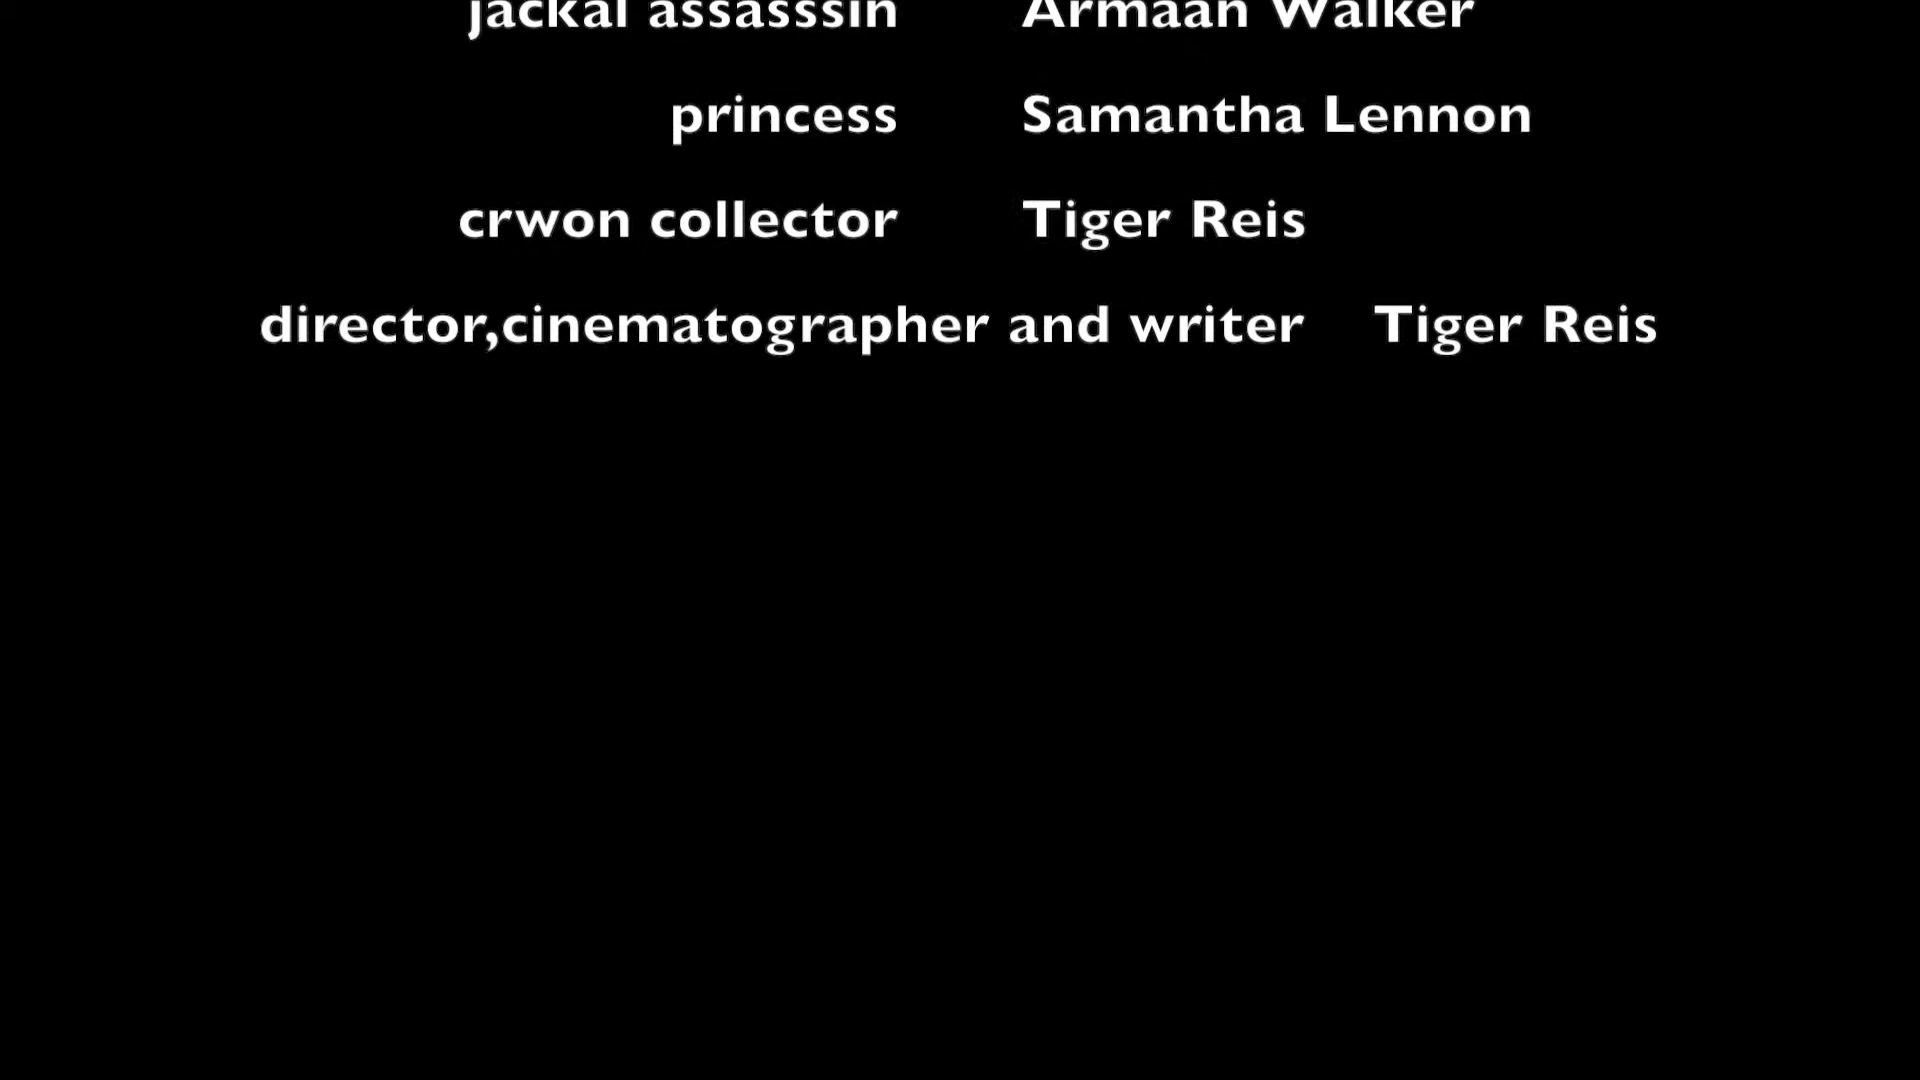 jackal assasssin Armaan Walker
princess Samantha Lennon
crwon collector Tiger Reis
director,cinematographer and writer Tiger Reis